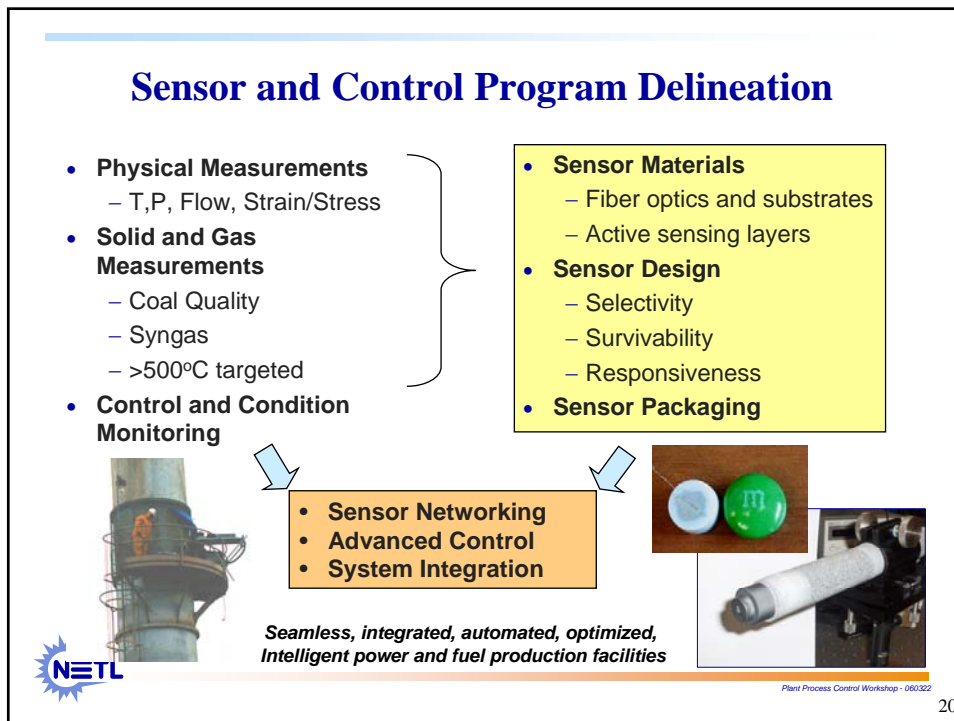 Sensor and Control Program Delineation
• Physical Measurements
– T,P, Flow, Strain/Stress
• Solid and Gas
Measurements
– Coal Quality
– Syngas
– >500°C targeted
• Control and Condition
Monitoring
• Sensor Materials
– Fiber optics and substrates
– Active sensing layers
• Sensor Design
– Selectivity
– Survivability
– Responsiveness
• Sensor Packaging
• Sensor Networking
• Advanced Control
• System Integration
m
Seamless, integrated, automated, optimized,
Intelligent power and fuel production facilities
NETL
Plant Process Control Workshop - 060322
20